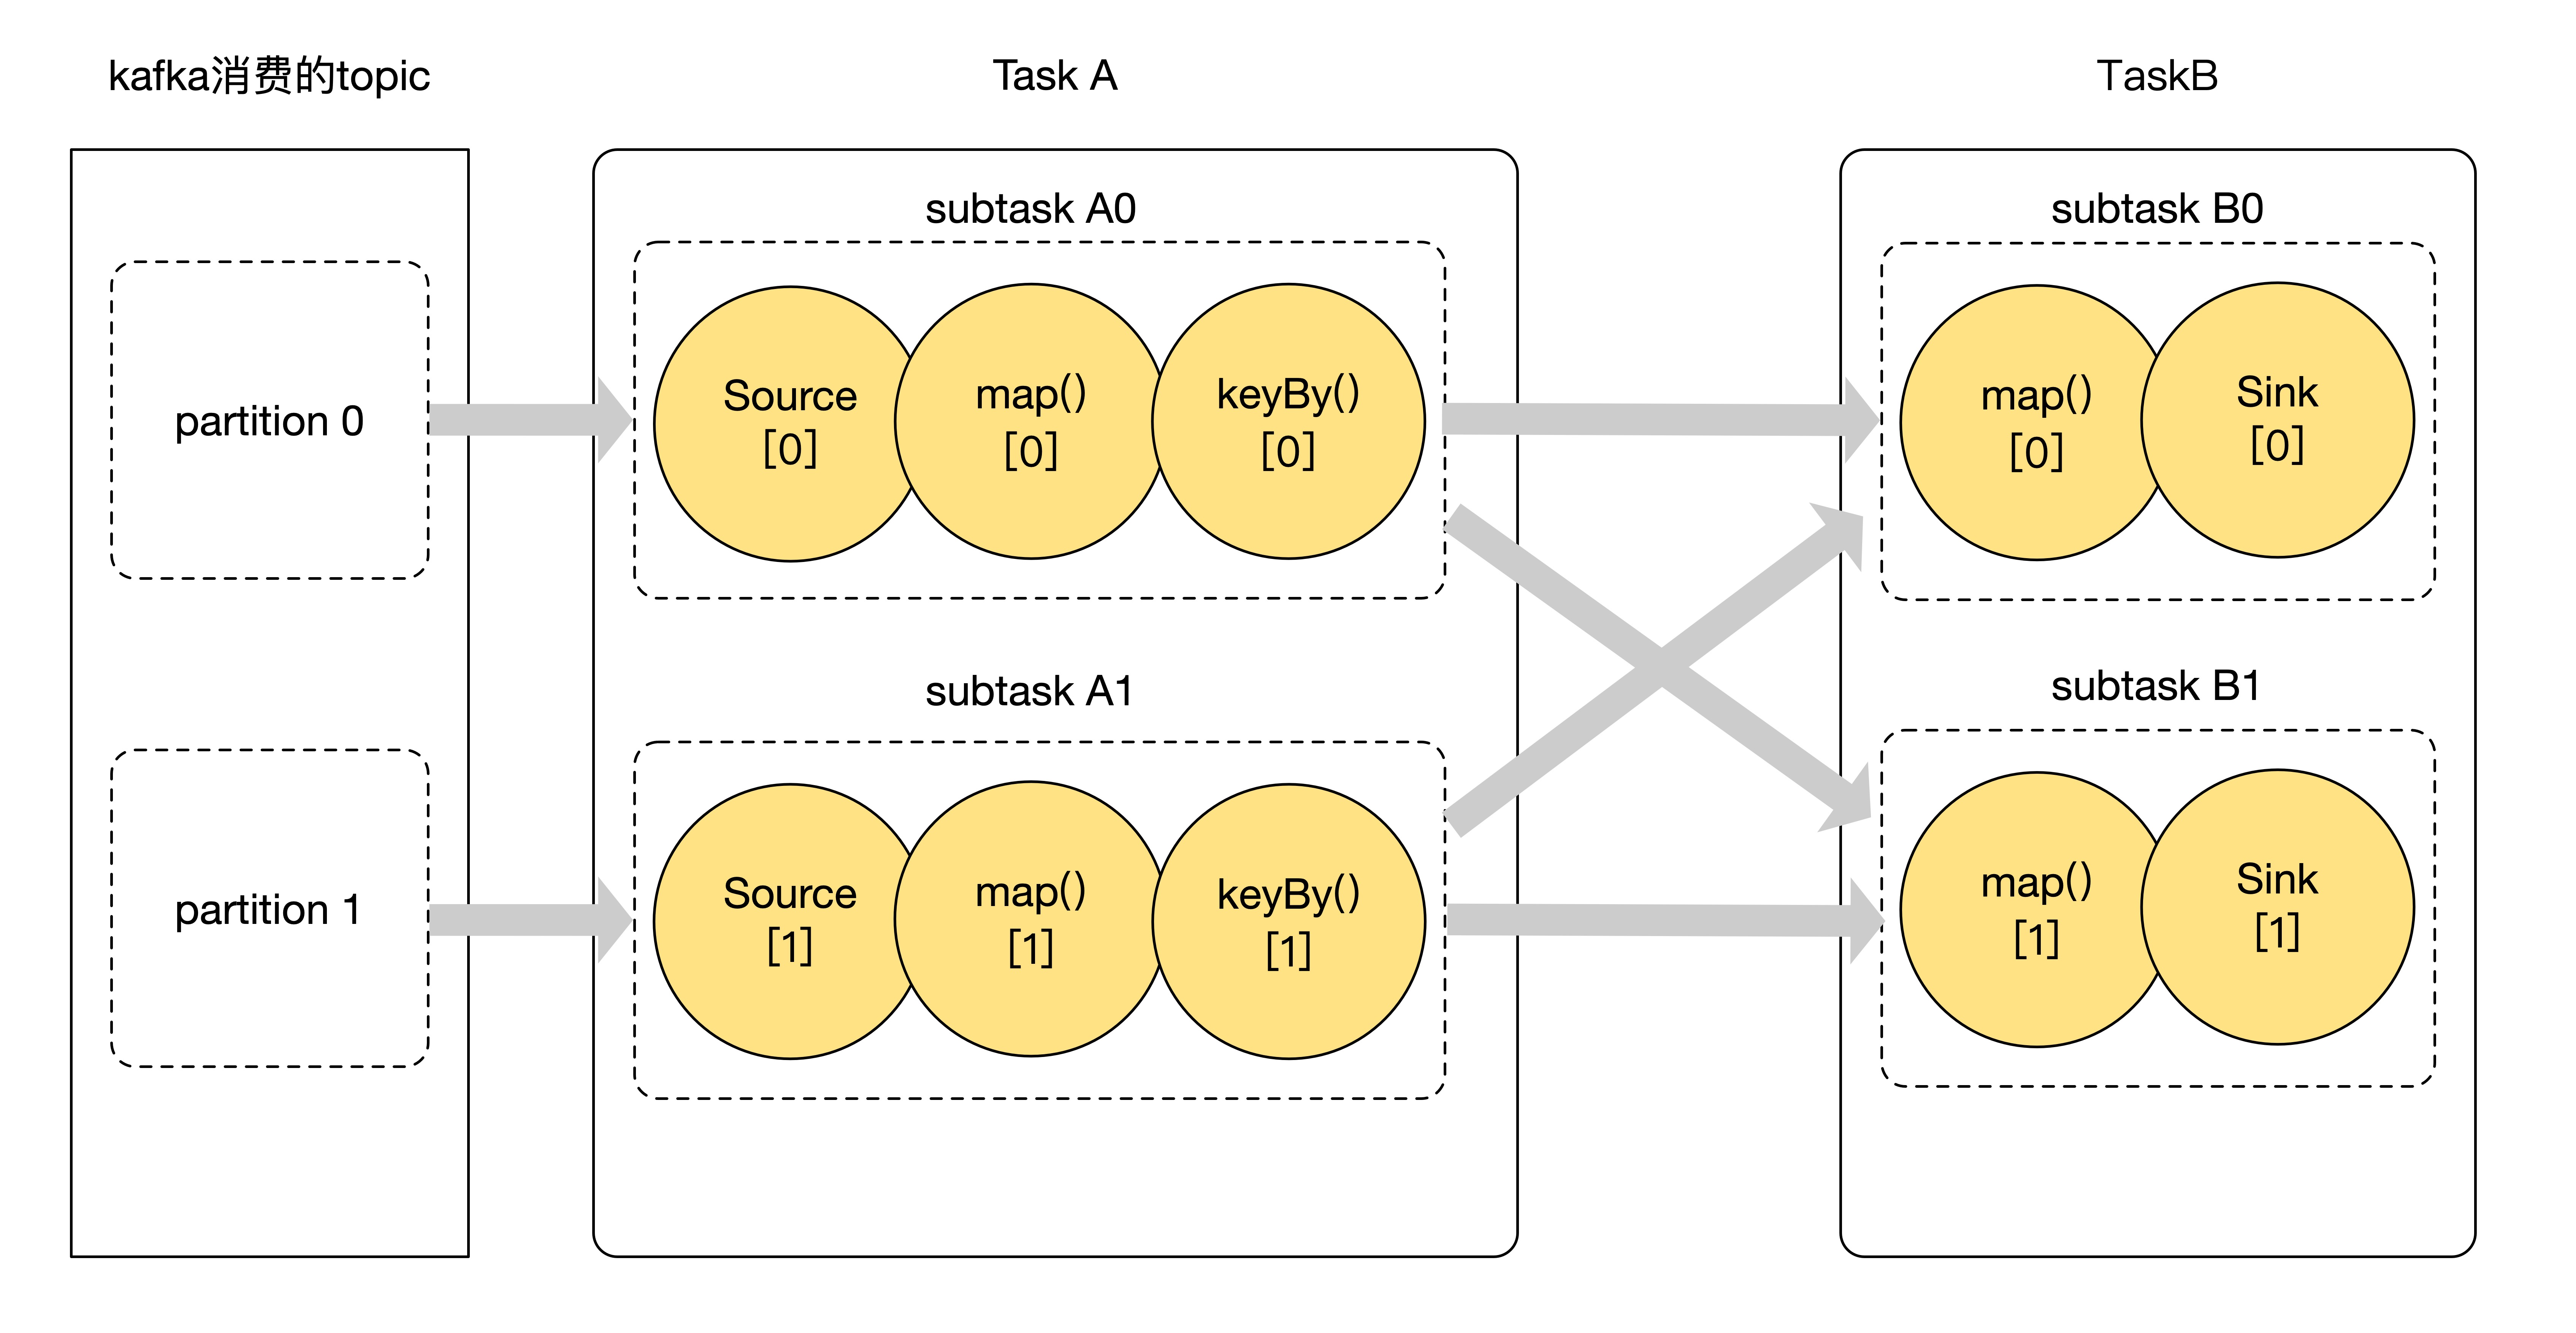 kafka消费的topic
Task A
TaskB
partition 0
partition 1
subtask A0
Source
[0]
map()
[0]
keyBy()
[0]
subtask A1
Source
[1]
map()
[1]
keyBy()
[1]
subtask B0
map()
[0]
Sink
[0]
subtask B1
map()
[1]
Sink
[1]